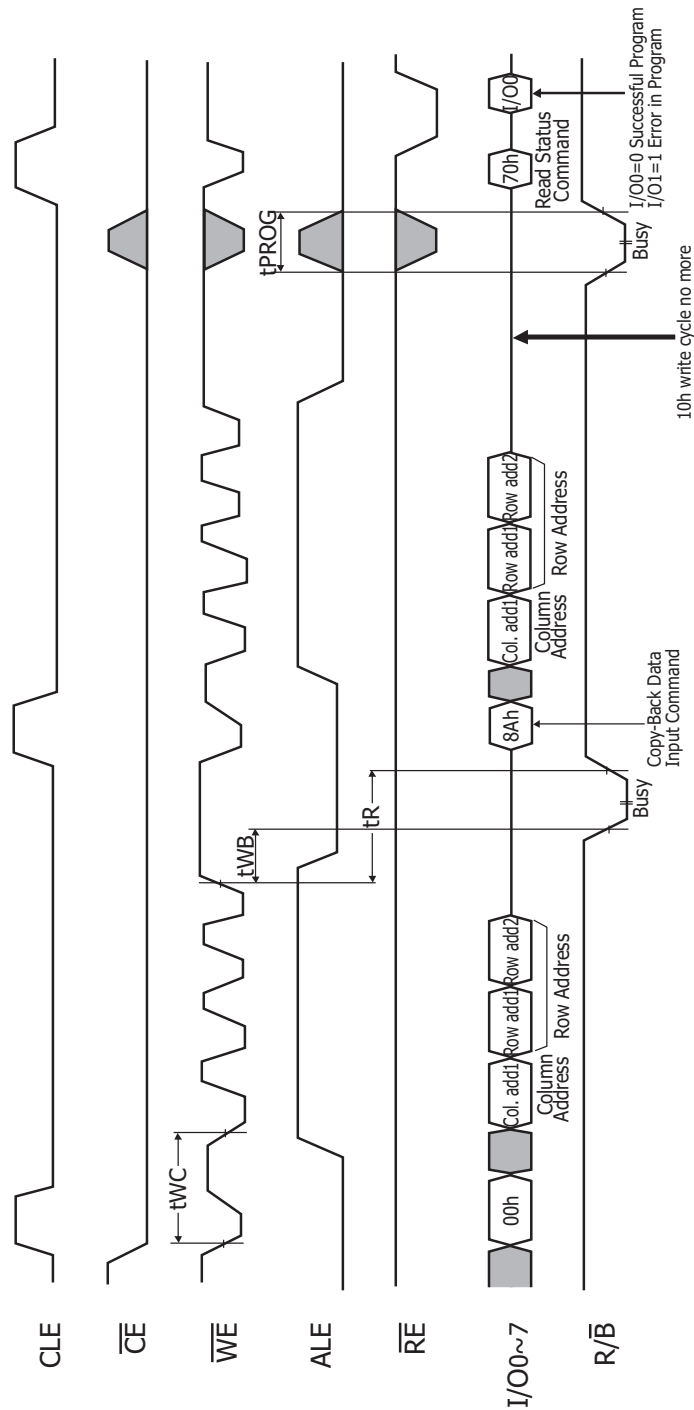 CLE
CE
WE
tWC
tWB
tPROG
ALE
tR
RE
I/O0~7
00h
Col. add1
Row add1
Row add2
8Ah
Col. add1
Row add1
Row add2
70h
I/O0
Column
Address
Row Address
Column
Address
Row Address
Read Status
Command
R/B
Busy
Copy-Back Data
Input Command
Busy
10h write cycle no more
I/O0=0 Successful Program
I/O1=1 Error in Program